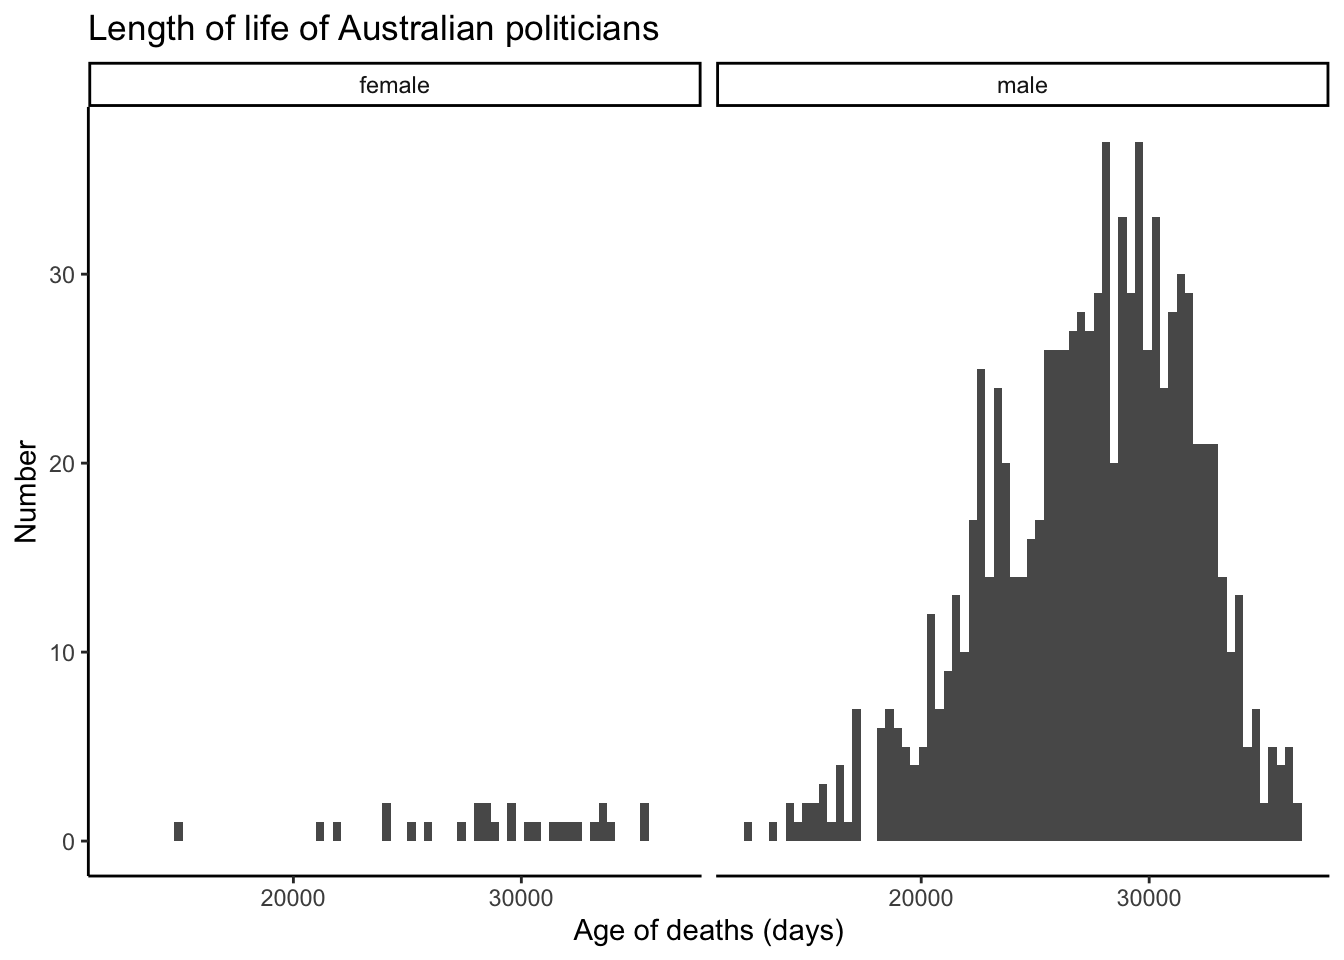 Length of life of Australian politicians
female
male
30
20
10
0
Number
20000
30000
20000
30000
Age of deaths (days)